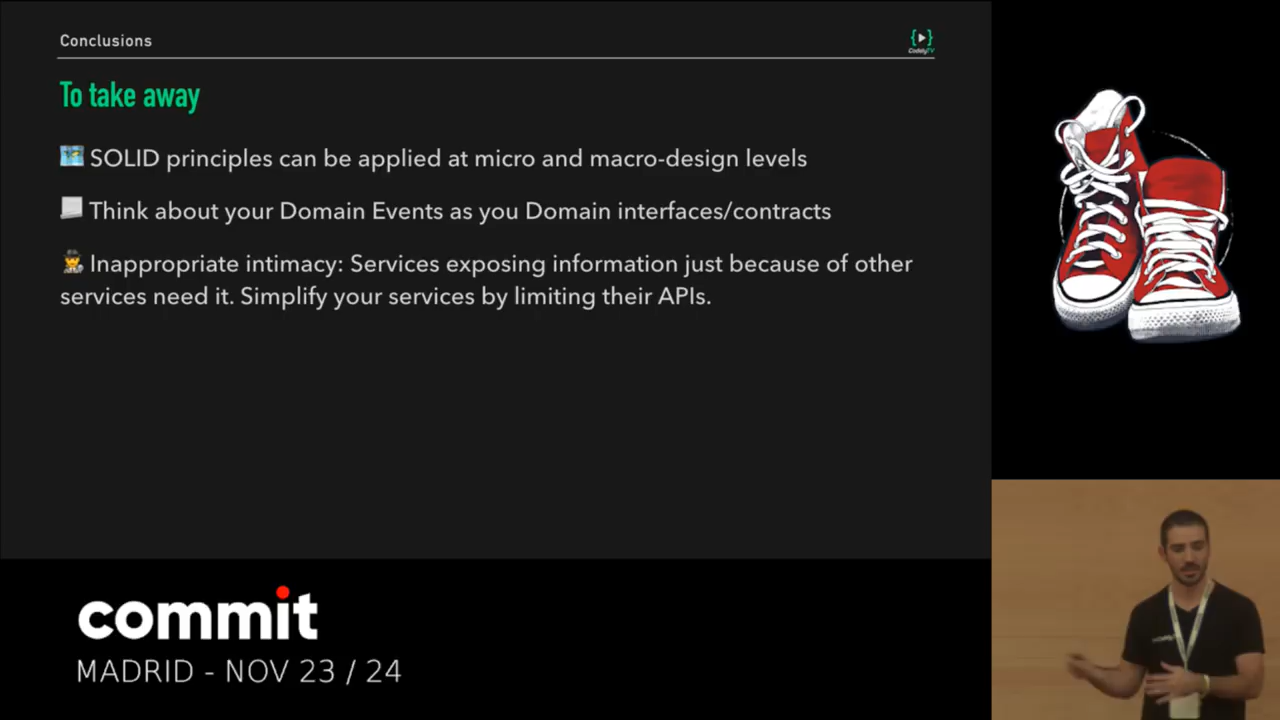 Conclusions
CodelyTV
To take away
SOLID principles can be applied at micro and macro-design levels
Think about your Domain Events as you Domain interfaces/contracts
Inappropriate intimacy: Services exposing information just because of other
services need it. Simplify your services by limiting their APIs.
commit
MADRID - NOV 23 / 24